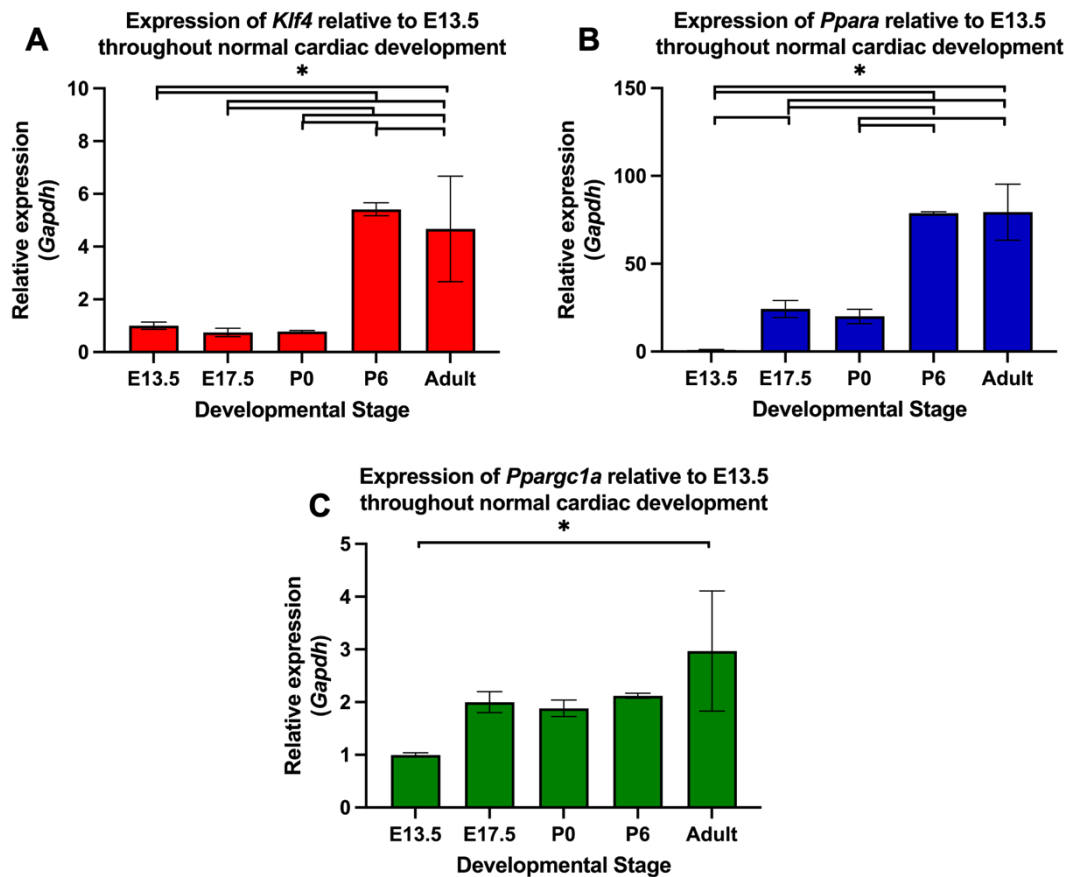 A
Expression of Klf4 relative to E13.5
throughout normal cardiac development
*
Relative expression
(Gapdh)
10
8
6
4
2
0
E13.5 E17.5 P0 P6 Adult
Developmental Stage
B
Expression of Ppara relative to E13.5
throughout normal cardiac development
*
Relative expression
(Gapdh)
150
100
50
0
E13.5 E17.5 P0 P6 Adult
Developmental Stage
C
Expression of Ppargc1a relative to E13.5
throughout normal cardiac development
*
Relative expression
(Gapdh)
5
4
3
2
1
0
E13.5 E17.5 P0 P6 Adult
Developmental Stage